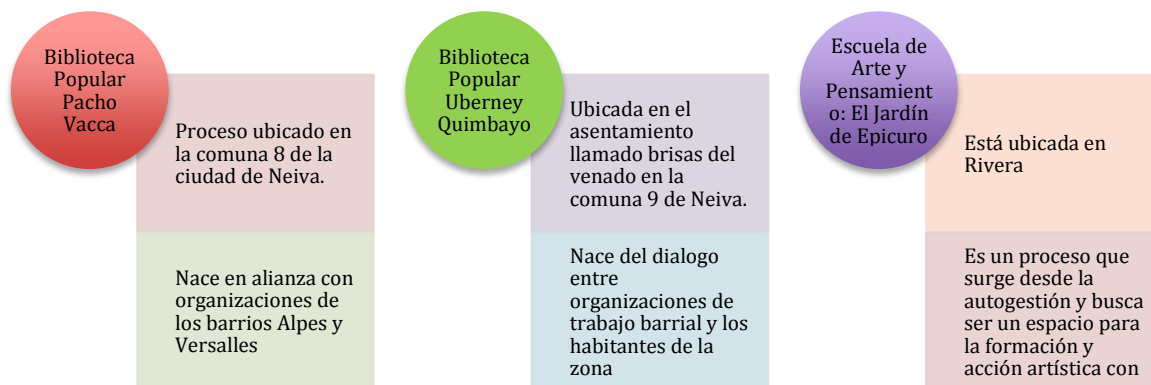 Biblioteca
Popular
Pacho
Vacca
Proceso ubicado en
la comuna 8 de la
ciudad de Neiva.
Nace en alianza con
organizaciones de
los barrios Alpes y
Versalles
Biblioteca
Popular
Uberney
Quimbayo
Ubicada en el
asentamiento
llamado brisas del
venado en la
comuna 9 de Neiva.
Nace del dialogo
entre
organizaciones de
trabajo barrial y los
habitantes de la
zona
Escuela de
Arte y
Pensamient
o: El Jardín
de Epicuro
Está ubicada en
Rivera
Es un proceso que
surge desde la
autogestión y busca
ser un espacio para
la formación y
acción artística con